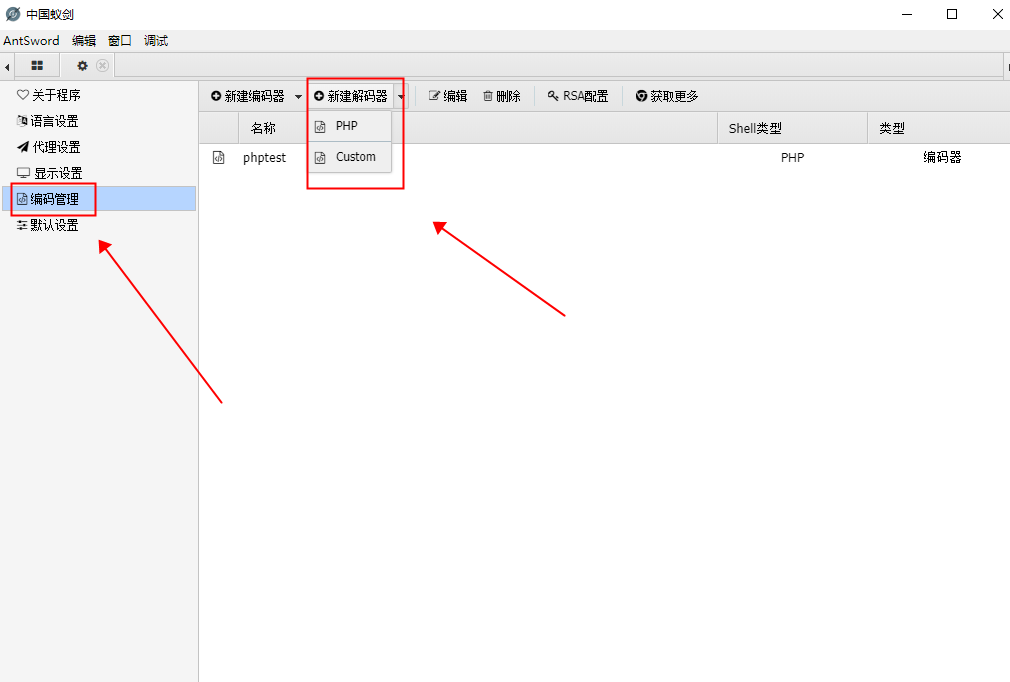 中国蚁剑
AntSword 编辑 窗口 调试
关于程序
语言设置
代理设置
显示设置
编码管理
默认设置
新建编码器 新建解码器 编辑 删除 RSA配置 获取更多
PHP
Custom
名称 Shell类型 类型
phptest PHP 编码器